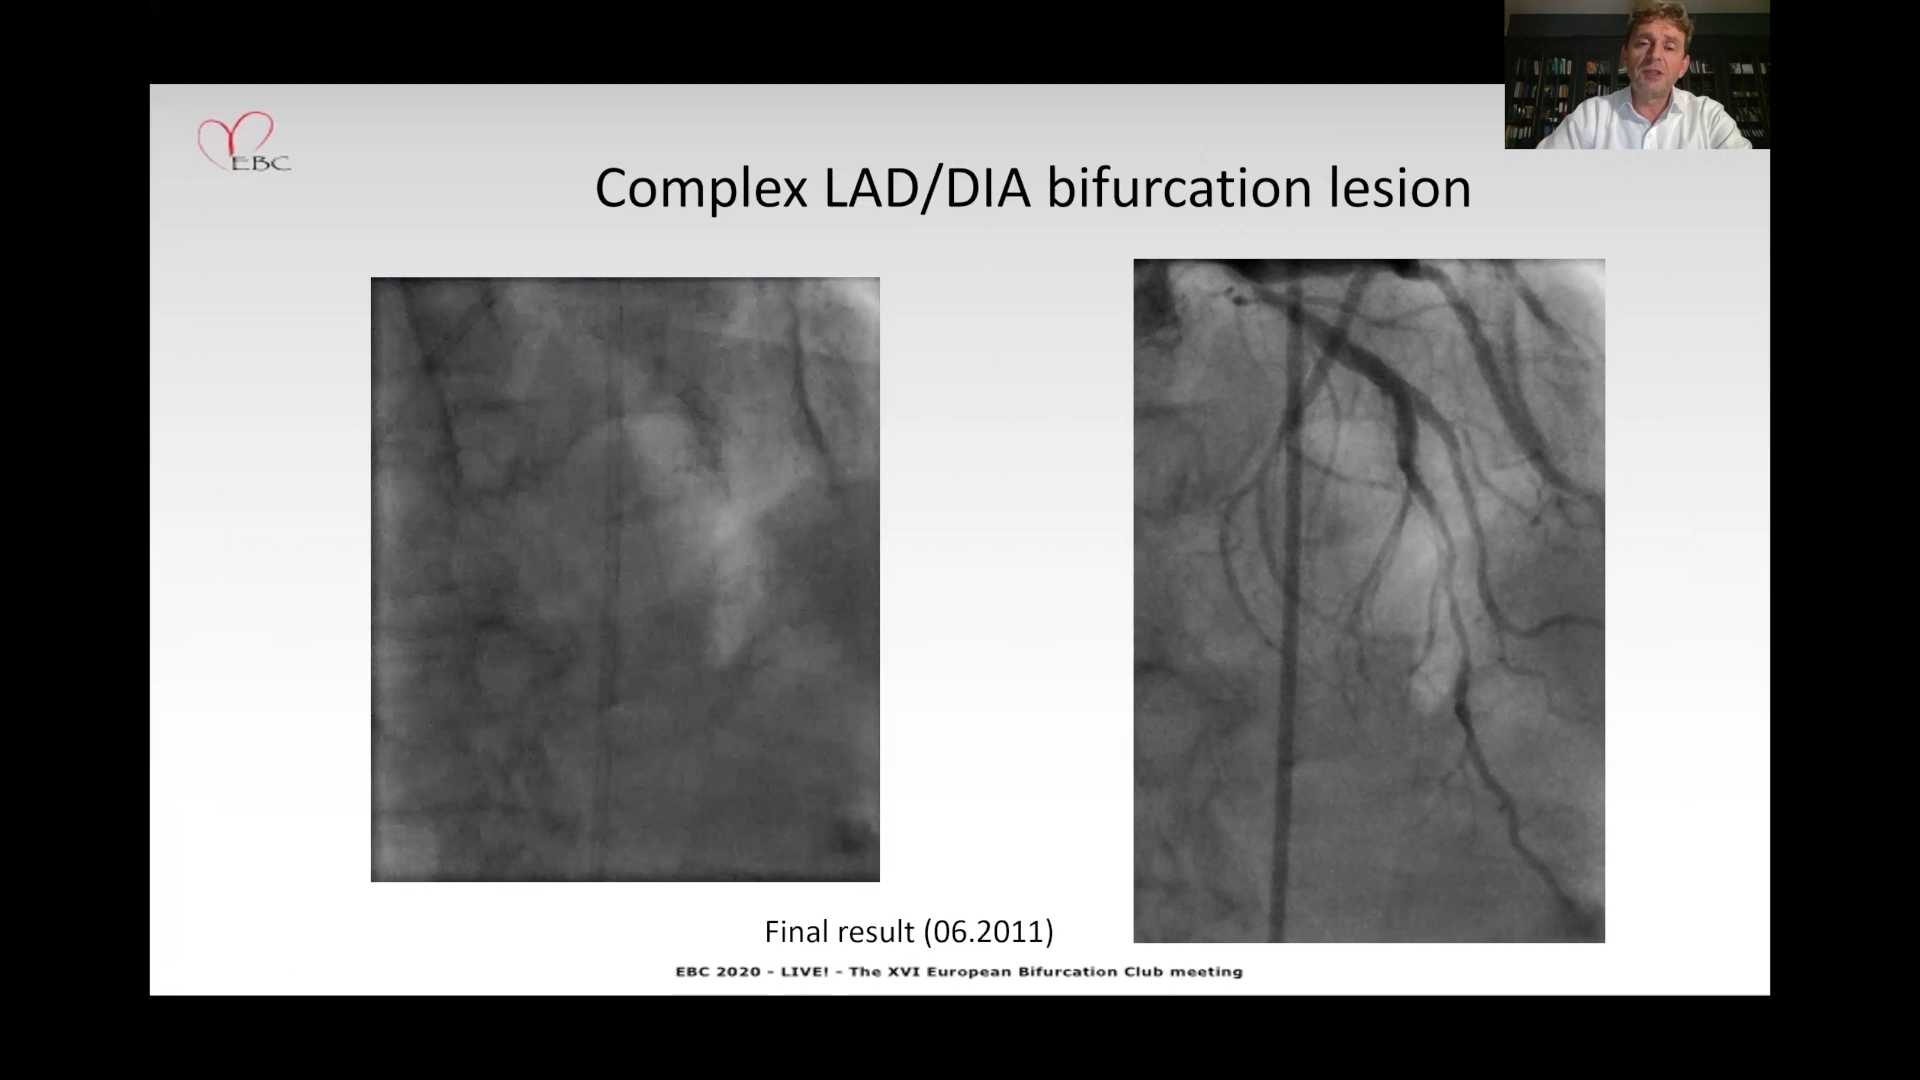 EBC
Complex LAD/DIA bifurcation lesion
Final result (06.2011)
EBC 2020 - LIVE! - The XVI European Bifurcation Club meeting